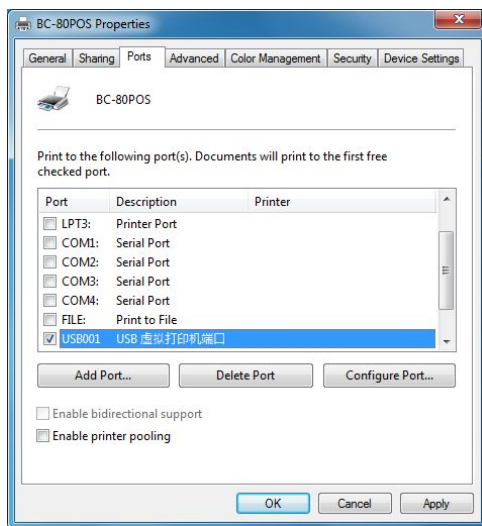 BC-80POS Properties
General Sharing Ports Advanced Color Management Security Device Settings
BC-80POS
Print to the following port(s). Documents will print to the first free
checked port.
Port Description Printer
LPT3: Printer Port
COM1: Serial Port
COM2: Serial Port
COM3: Serial Port
COM4: Serial Port
FILE: Print to File
USB001 USB 虚拟打印机端口
Add Port... Delete Port Configure Port...
Enable bidirectional support
Enable printer pooling
OK Cancel Apply